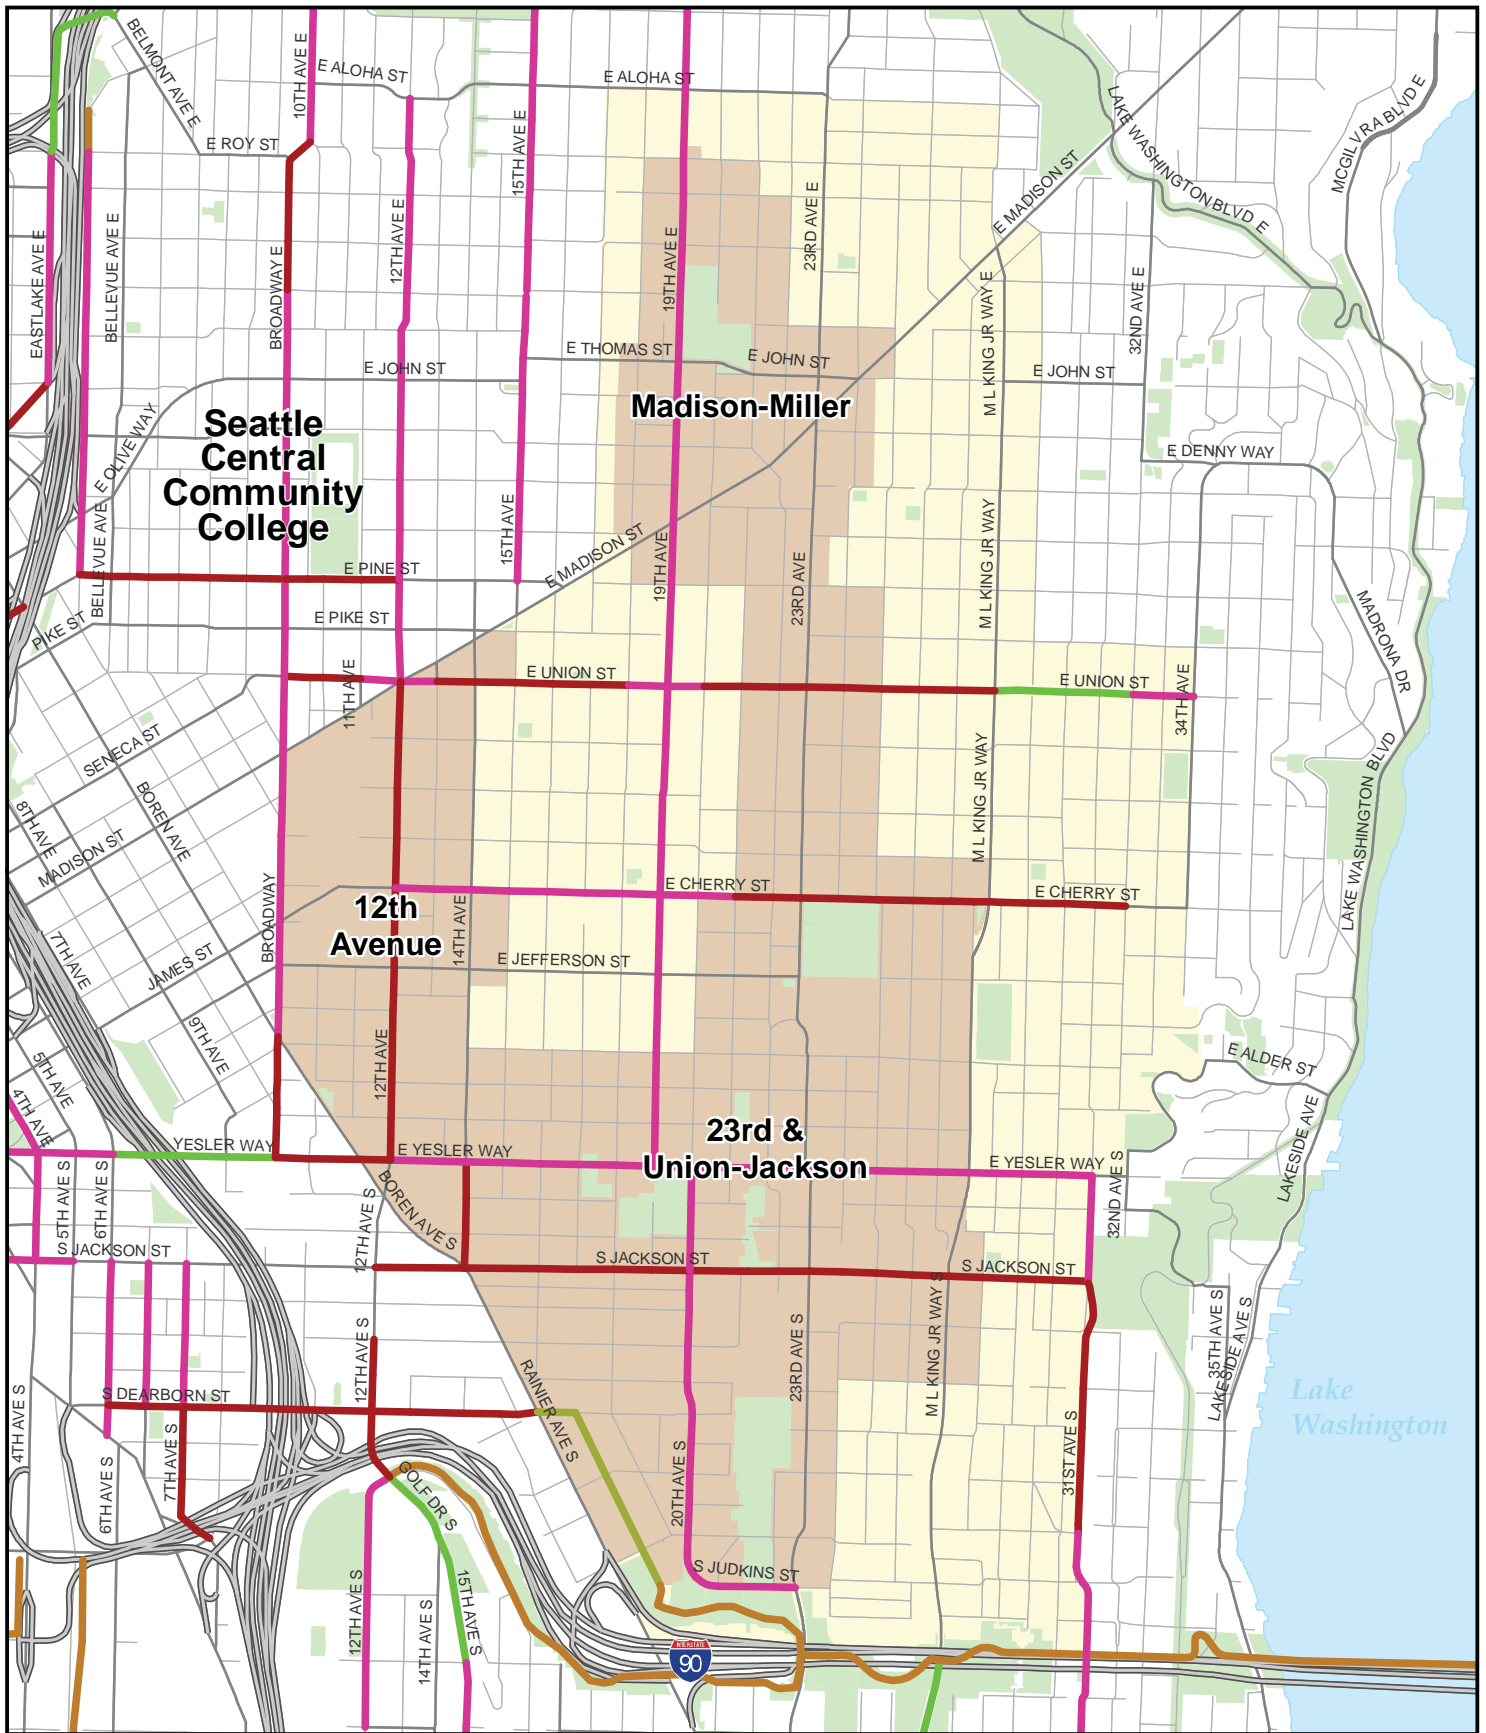 BELMONT AVE E
10TH AVE E
E ALOHA ST
E ALOHA ST
15TH AVE E
LAKE WASHINGTON BLVD E
MCGILVRA BLVD E
E ROY ST
E MADISON ST
23RD AVE E
12TH AVE E
BELLEVUE AVE E
EASTLAKE AVE E
BROADWAY E
19TH AVE E
M L KING JR WAY E
32ND AVE E
E THOMAS ST
E JOHN ST
E JOHN ST
E JOHN ST
Madison-Miller
Seattle
Central
Community
College
E OLIVE WAY
E DENNY WAY
15TH AVE
E MADISON ST
BELLEVUE AVE
E PINE ST
19TH AVE
23RD AVE
M L KING JR WAY
E PIKE ST
PIKE ST
MADRONA DR
E UNION ST
E UNION ST
11TH AVE
34TH AVE
SENECA ST
BOREN AVE
8TH AVE
MADISON ST
M L KING JR WAY
LAKE WASHINGTON BLVD
E CHERRY ST
E CHERRY ST
12th
Avenue
14TH AVE
BROADWAY
E JEFFERSON ST
7TH AVE
JAMES ST
9TH AVE
5TH AVE
4TH AVE
12TH AVE
E ALDER ST
LAKESIDE AVE
23rd &
Union-Jackson
YESLER WAY
E YESLER WAY
E YESLER WAY
32ND AVE S
5TH AVE S
6TH AVE S
12TH AVE S
BOREN AVE S
S JACKSON ST
S JACKSON ST
S JACKSON ST
M L KING JR WAY S
23RD AVE S
35TH AVE S
LAKESIDE AVE S
12TH AVE S
RAINIER AVE S
S DEARBORN ST
4TH AVE S
Lake
Washington
7TH AVE S
6TH AVE S
GOLF DR S
20TH AVE S
31ST AVE S
S JUDKINS ST
12TH AVE S
14TH AVE S
15TH AVE S
INTERSTATE
90